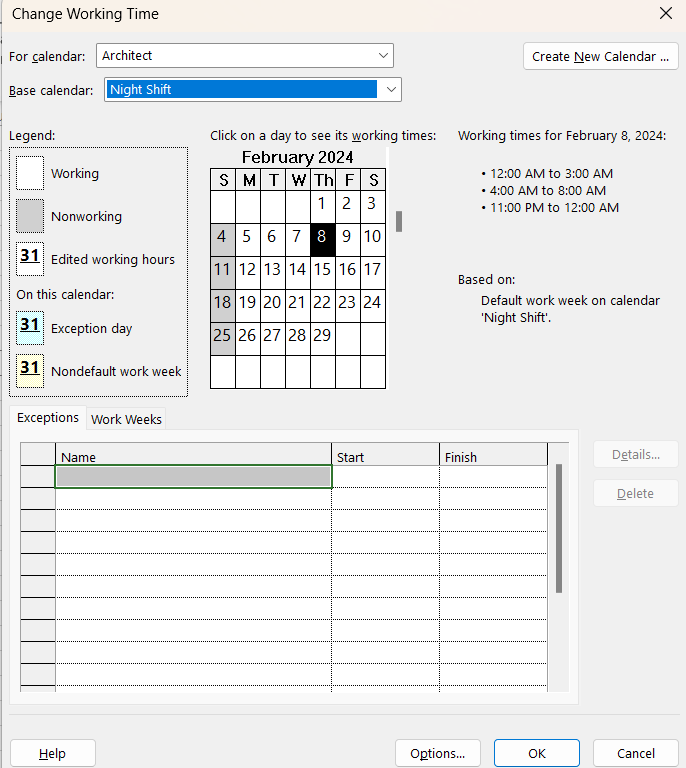 Change Working Time
For calendar: Architect
Create New Calendar ...
Base calendar: Night Shift
Legend:
Working
Nonworking
31 Edited working hours
On this calendar:
31 Exception day
31 Nondefault work week
Click on a day to see its working times:
February 2024
S M T W Th F S
1 2 3
4 5 6 7 8 9 10
11 12 13 14 15 16 17
18 19 20 21 22 23 24
25 26 27 28 29
Working times for February 8, 2024:
• 12:00 AM to 3:00 AM
• 4:00 AM to 8:00 AM
• 11:00 PM to 12:00 AM
Based on:
Default work week on calendar
'Night Shift'.
Exceptions Work Weeks
Name Start Finish
Details...
Delete
Help Options... OK Cancel